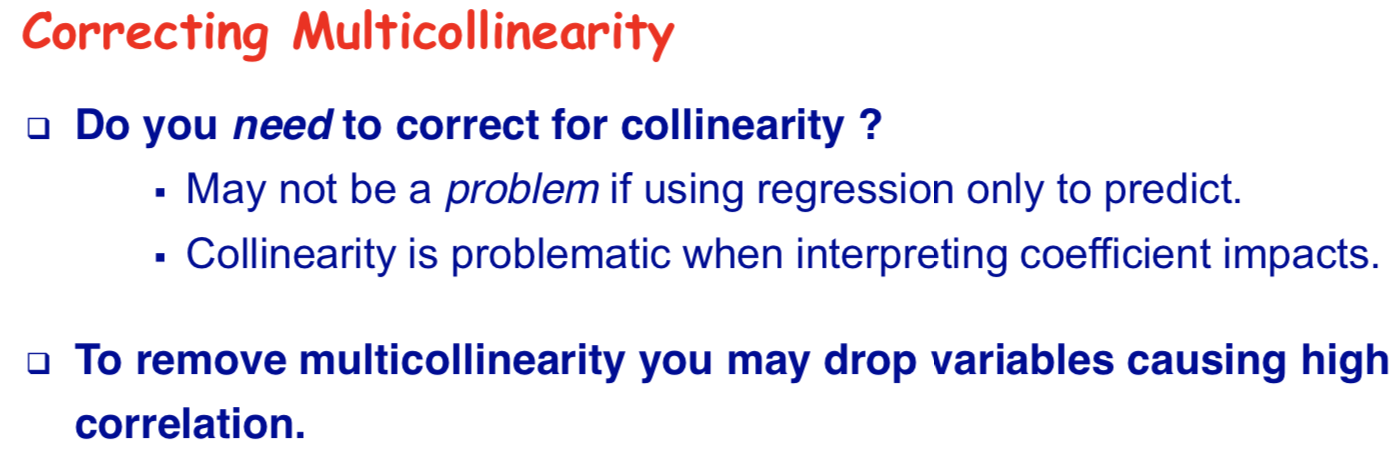 Correcting Multicollinearity
❑ Do you need to correct for collinearity ?
▪ May not be a problem if using regression only to predict.
▪ Collinearity is problematic when interpreting coefficient impacts.
❑ To remove multicollinearity you may drop variables causing high
correlation.